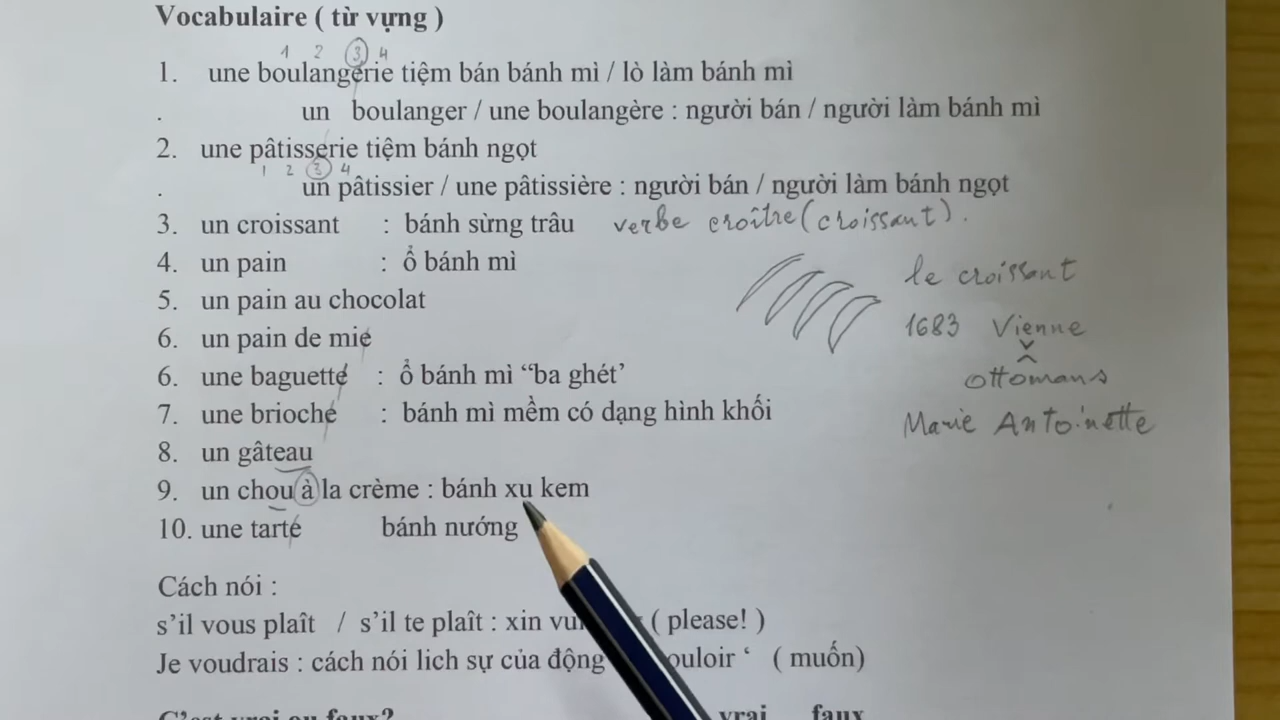 Vocabulaire ( từ vựng )
1 2 3 4
1. une boulangerie tiệm bán bánh mì / lò làm bánh mì
. un boulanger / une boulangère : người bán / người làm bánh mì
2. une pâtisserie tiệm bánh ngọt
1 2 3 4
. un pâtissier / une pâtissière : người bán / người làm bánh ngọt
3. un croissant : bánh sừng trâu verbe croître (croissant).
4. un pain : ổ bánh mì
le croissant
5. un pain au chocolat
1683 Vienne
6. un pain de mie
Ottomans
6. une baguette : ổ bánh mì “ba ghét’
7. une brioche : bánh mì mềm có dạng hình khối
Marie Antoinette
8. un gâteau
9. un chou à la crème : bánh xu kem
10. une tarte bánh nướng
Cách nói :
s’il vous plaît / s’il te plaît : xin ( please! )
Je voudrais : cách nói lich sự của động ‘ ( muốn)
C’est vrai ou faux? vrai faux